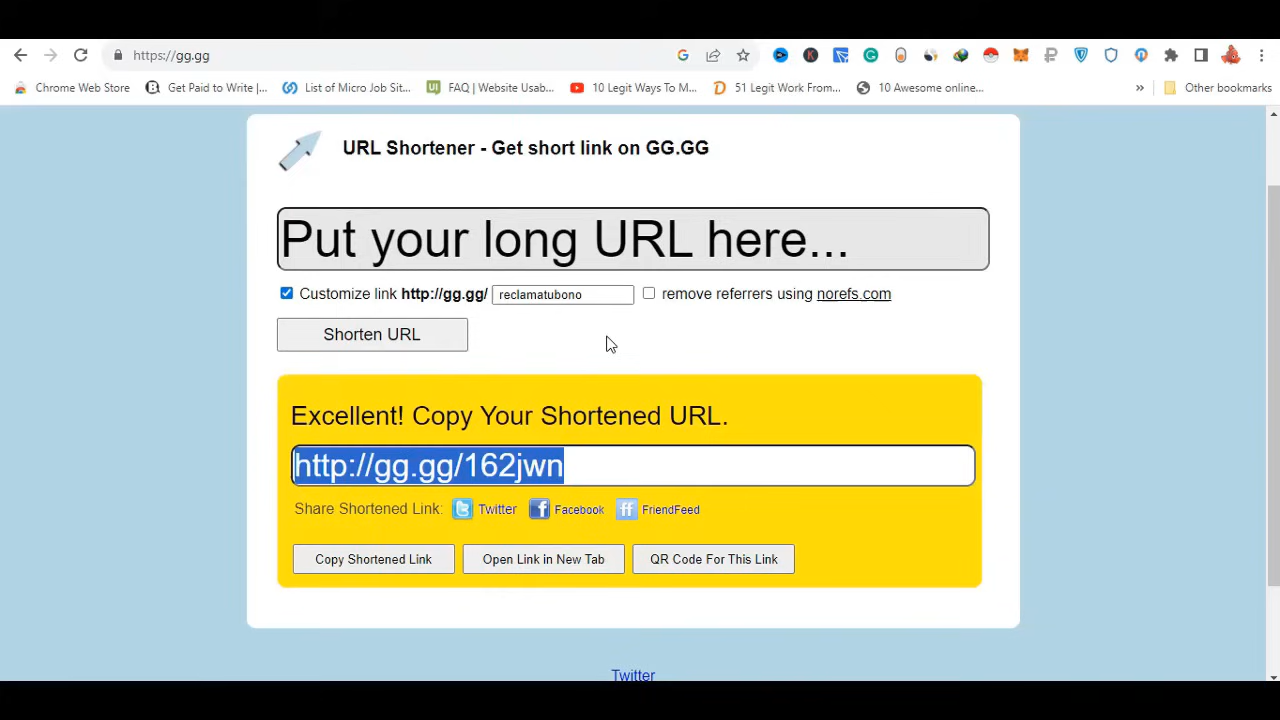 https://gg.gg
Chrome Web Store
Get Paid to Write |...
List of Micro Job Sit...
FAQ | Website Usab...
10 Legit Ways To M...
51 Legit Work From...
10 Awesome online...
»
Other bookmarks
URL Shortener - Get short link on GG.GG
Put your long URL here...
Customize link http://gg.gg/ reclamatubono remove referrers using norefs.com
Shorten URL
Excellent! Copy Your Shortened URL.
http://gg.gg/162jwn
Share Shortened Link: Twitter Facebook FriendFeed
Copy Shortened Link Open Link in New Tab QR Code For This Link
Twitter